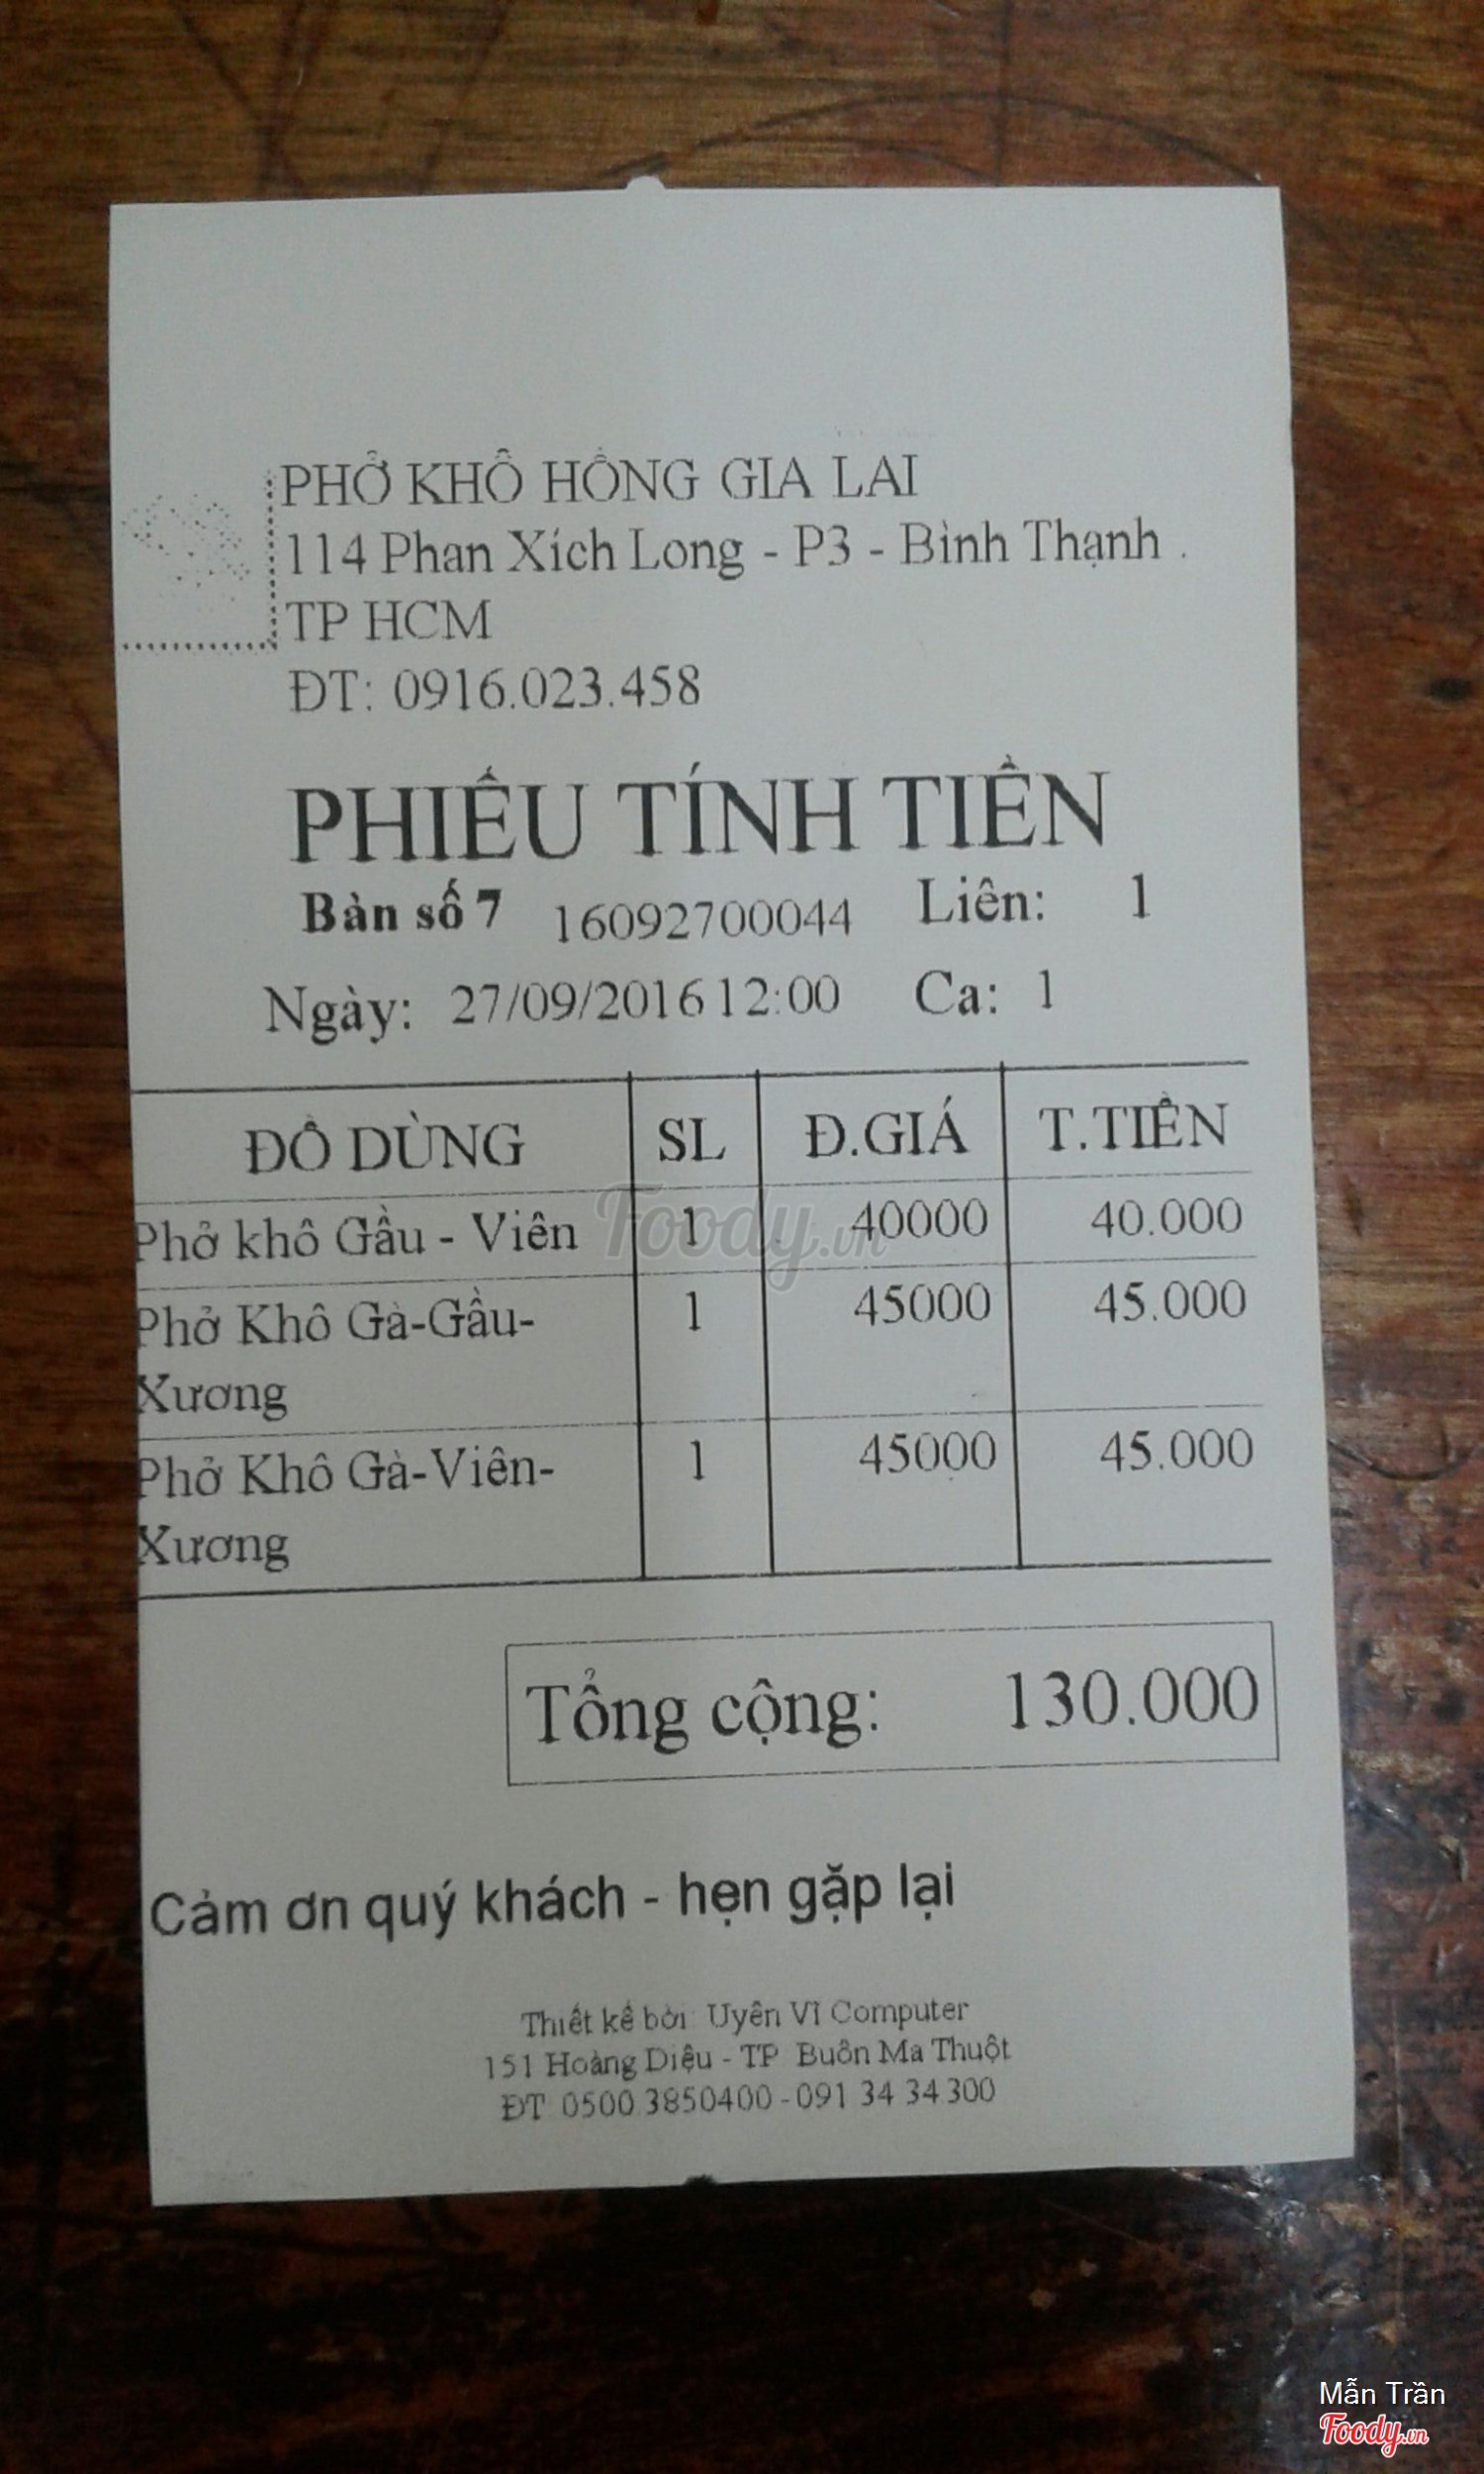 PHỞ KHÔ HỒNG GIA LAI
114 Phan Xích Long - P3 - Bình Thạnh .
TP HCM
ĐT: 0916.023.458
PHIẾU TÍNH TIỀN
Bàn số 7 16092700044 Liên: 1
Ngày: 27/09/2016 12:00 Ca: 1
ĐỒ DÙNG SL Đ.GIÁ T.TIỀN
Phở khô Gầu - Viên 1 40000 40.000
Phở Khô Gà-Gầu- 1 45000 45.000
Xương
Phở Khô Gà-Viên- 1 45000 45.000
Xương
Foody.vn
Tổng cộng: 130.000
Cảm ơn quý khách - hẹn gặp lại
Thiết kế bởi Uyên Vĩ Computer
151 Hoàng Diệu - TP Buôn Ma Thuột
ĐT 0500.3850400 - 091 34 34.300
Mẫn Trần
Foody.vn